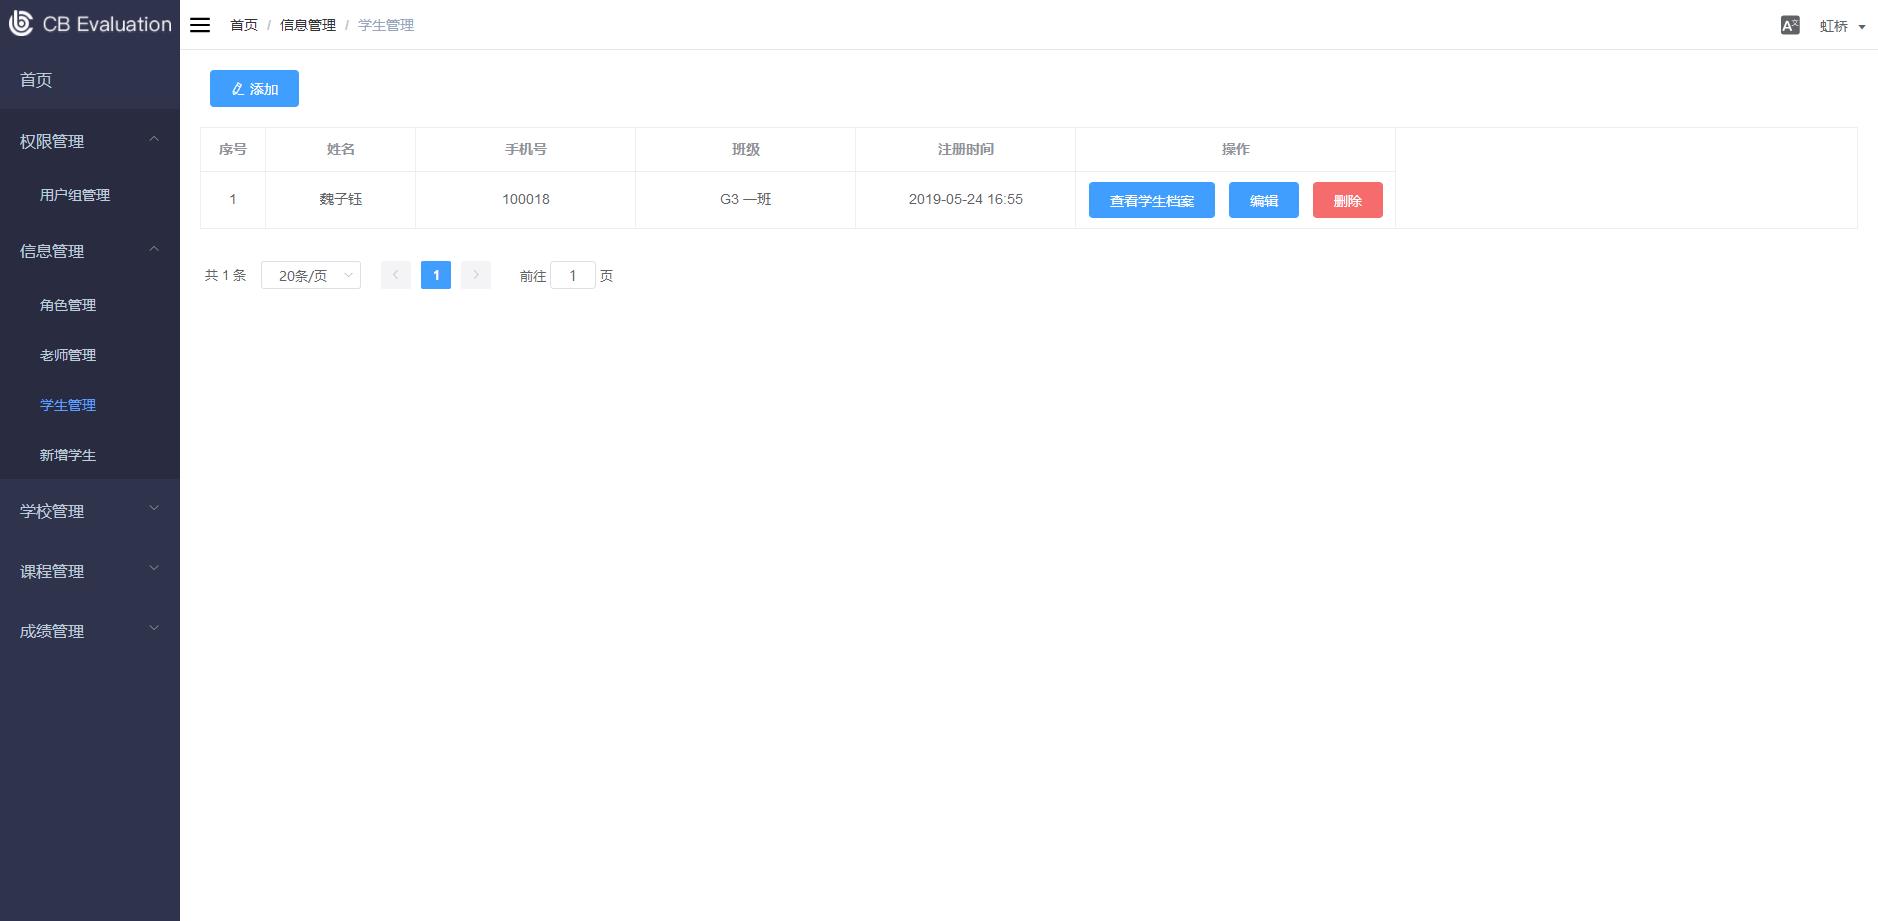 CB Evaluation
首页 / 信息管理 / 学生管理
虹桥
首页
权限管理
用户组管理
信息管理
角色管理
老师管理
学生管理
新增学生
学校管理
课程管理
成绩管理
添加
序号 姓名 手机号 班级 注册时间 操作
1 魏子钰 100018 G3 一班 2019-05-24 16:55 查看学生档案 编辑 删除
共 1 条 20条/页 1 前往 1 页